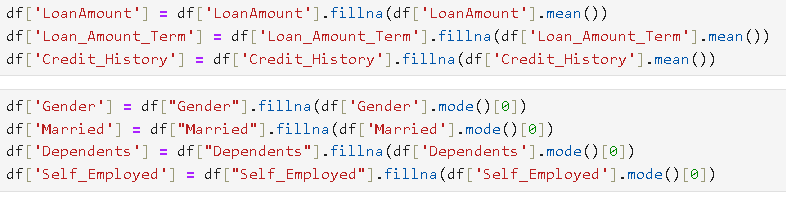 df['LoanAmount'] = df['LoanAmount'].fillna(df['LoanAmount'].mean())
df['Loan_Amount_Term'] = df['Loan_Amount_Term'].fillna(df['Loan_Amount_Term'].mean())
df['Credit_History'] = df['Credit_History'].fillna(df['Credit_History'].mean())
df['Gender'] = df["Gender"].fillna(df['Gender'].mode()[0])
df['Married'] = df["Married"].fillna(df['Married'].mode()[0])
df['Dependents'] = df["Dependents"].fillna(df['Dependents'].mode()[0])
df['Self_Employed'] = df["Self_Employed"].fillna(df['Self_Employed'].mode()[0])